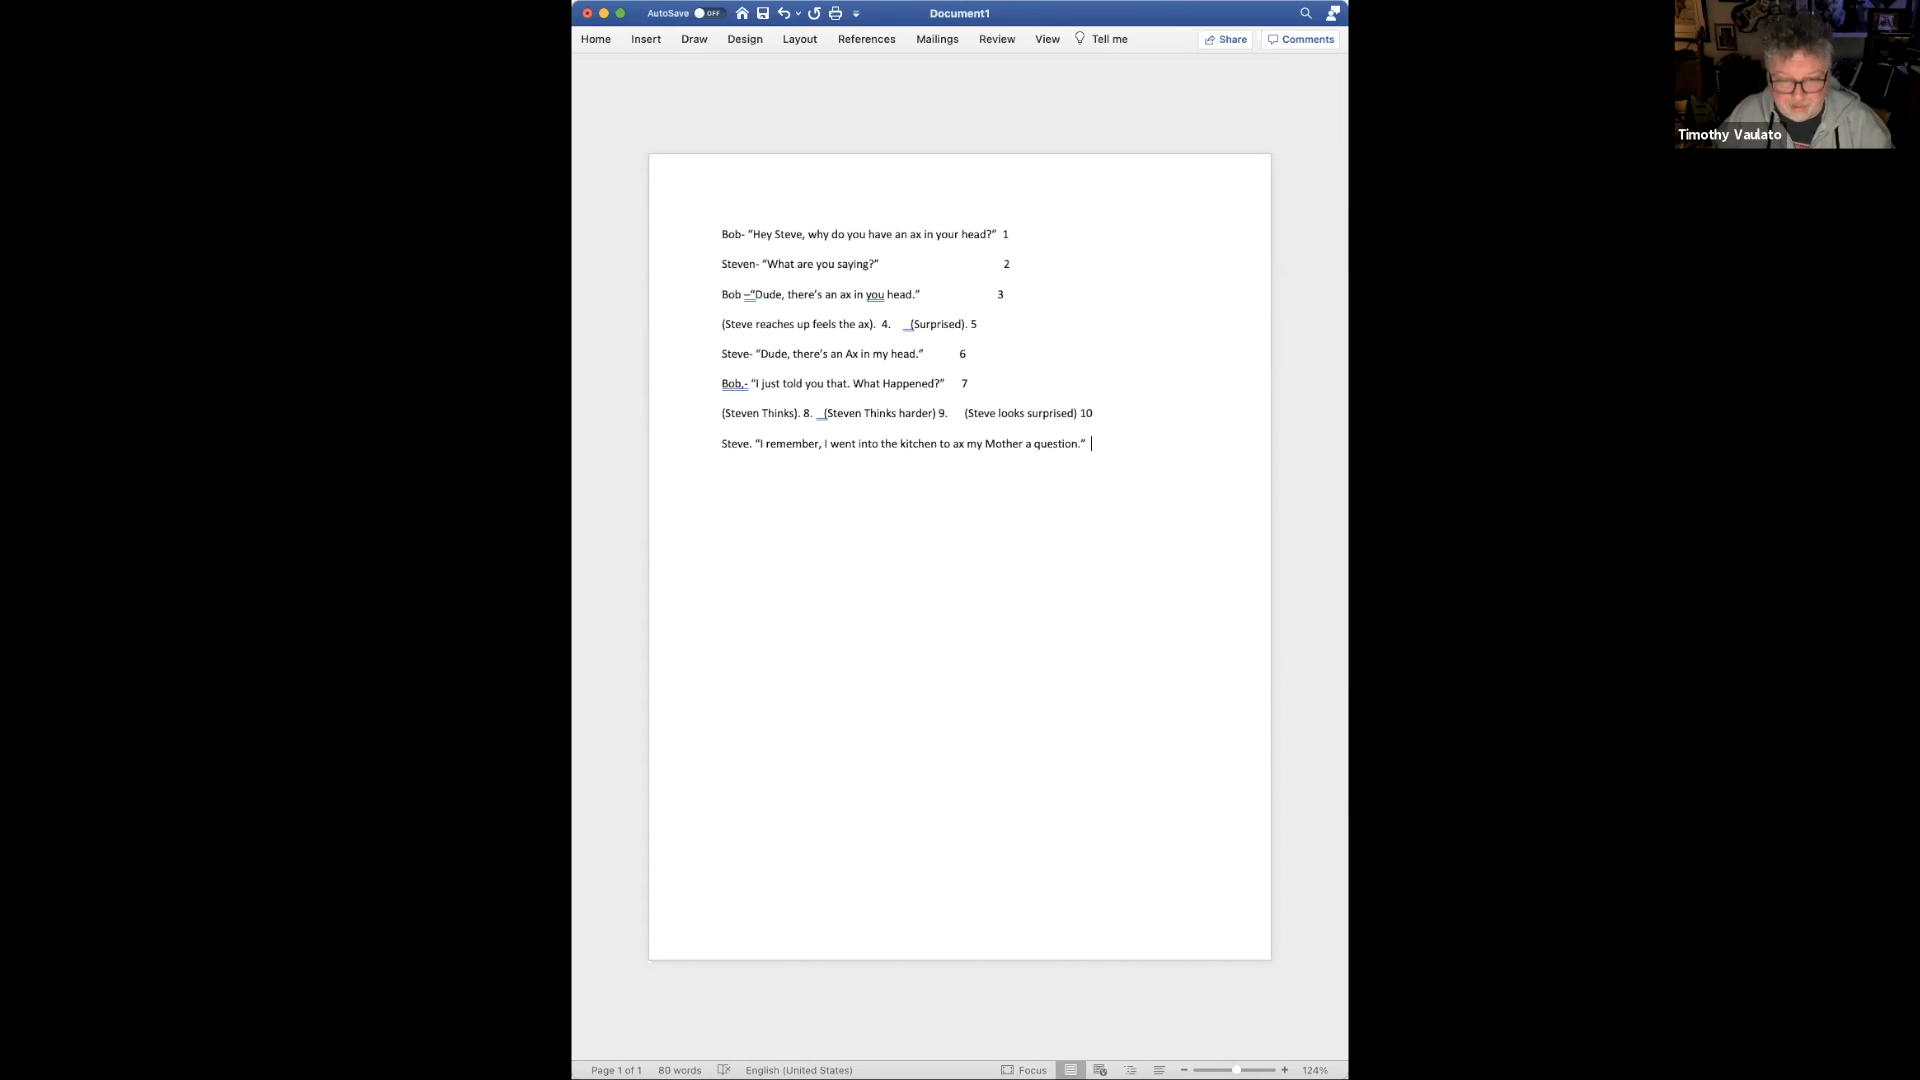 AutoSave OFF Document1
Home Insert Draw Design Layout References Mailings Review View Tell me Share Comments
Timothy Vaulato
Bob- “Hey Steve, why do you have an ax in your head?” 1
Steven- “What are you saying?” 2
Bob –“Dude, there’s an ax in you head.” 3
(Steve reaches up feels the ax). 4. (Surprised). 5
Steve- “Dude, there’s an Ax in my head.” 6
Bob,- “I just told you that. What Happened?” 7
(Steven Thinks). 8. (Steven Thinks harder) 9. (Steve looks surprised) 10
Steve. “I remember, I went into the kitchen to ax my Mother a question.”
Page 1 of 1 80 words English (United States) Focus 124%